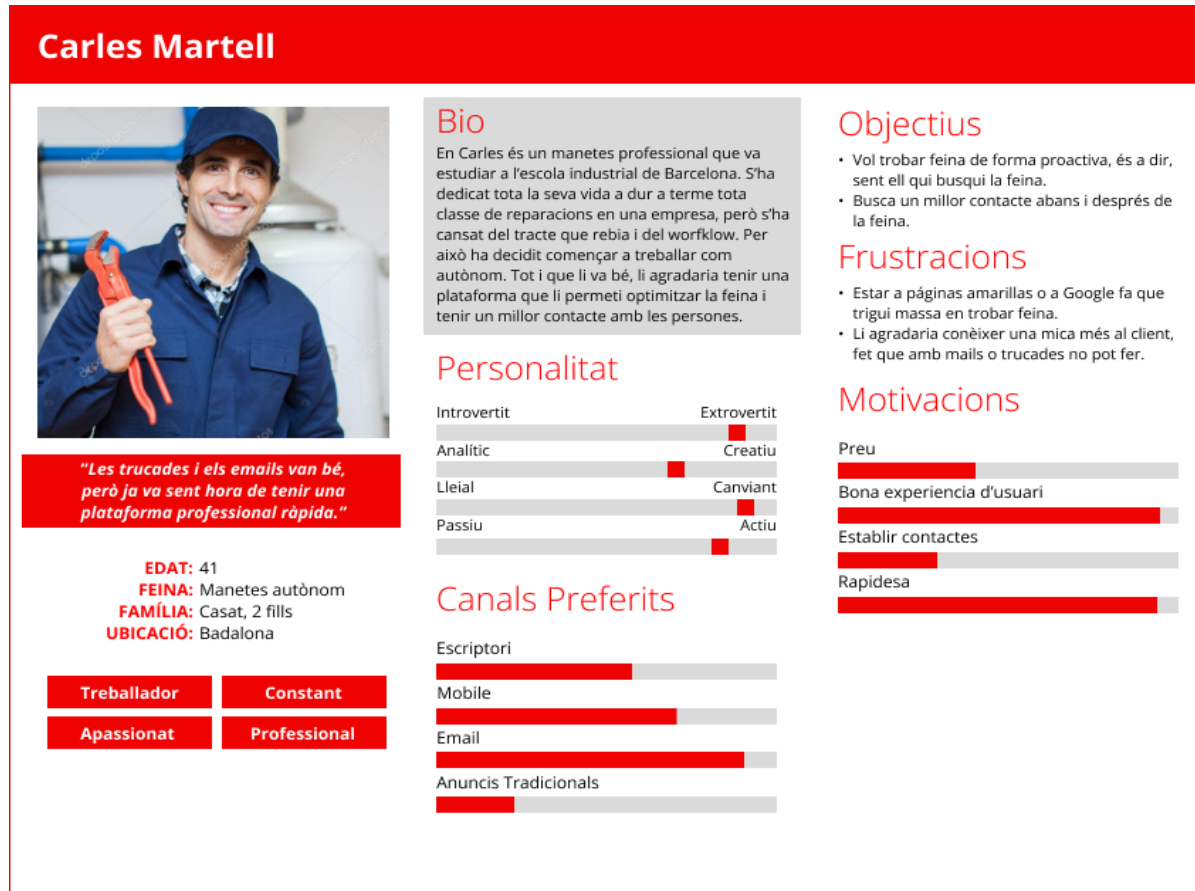 Carles Martell
“Les trucades i els emails van bé,
però ja va sent hora de tenir una
plataforma professional ràpida.”
EDAT: 41
FEINA: Manetes autònom
FAMÍLIA: Casat, 2 fills
UBICACIÓ: Badalona
Treballador Constant
Apassionat Professional
Bio
En Carles és un manetes professional que va
estudiar a l’escola industrial de Barcelona. S’ha
dedicat tota la seva vida a dur a terme tota
classe de reparacions en una empresa, però s’ha
cansat del tracte que rebia i del worfklow. Per
això ha decidit començar a treballar com
autònom. Tot i que li va bé, li agradaria tenir una
plataforma que li permeti optimitzar la feina i
tenir un millor contacte amb les persones.
Personalitat
Introvertit Extrovertit
Analític Creatiu
Lleial Canviant
Passiu Actiu
Canals Preferits
Escriptori
Mobile
Email
Anuncis Tradicionals
Objectius
• Vol trobar feina de forma proactiva, és a dir,
sent ell qui busqui la feina.
• Busca un millor contacte abans i després de
la feina.
Frustracions
• Estar a páginas amarillas o a Google fa que
trigui massa en trobar feina.
• Li agradaria conèixer una mica més al client,
fet que amb mails o trucades no pot fer.
Motivacions
Preu
Bona experiencia d’usuari
Establir contactes
Rapidesa